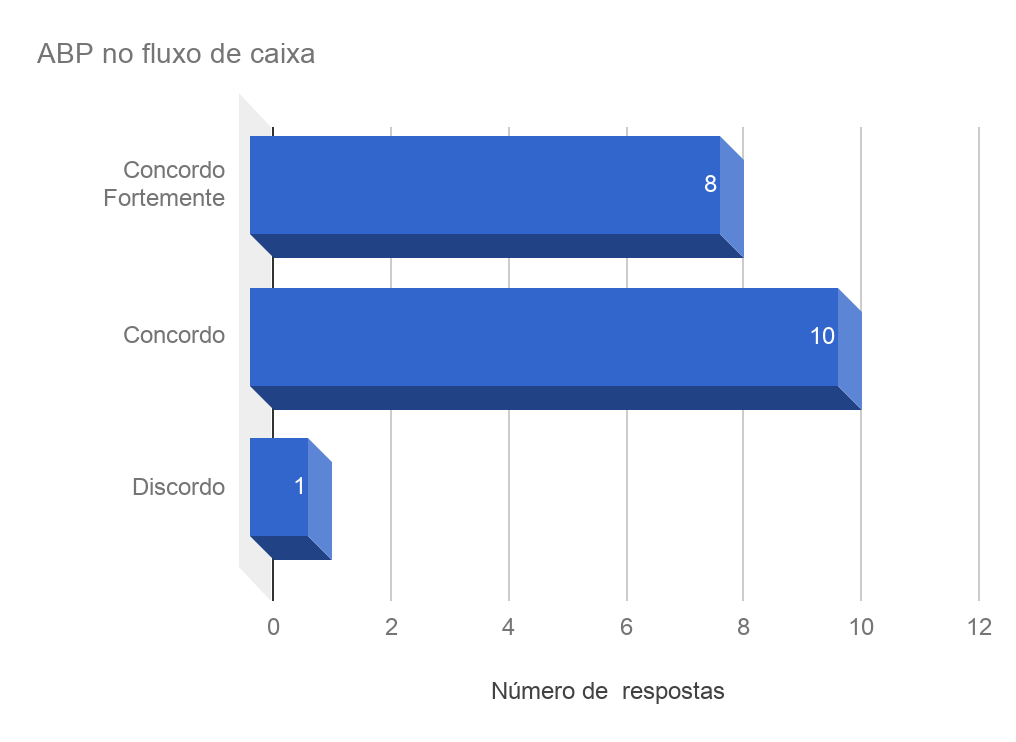 ABP no fluxo de caixa
Concordo
Fortemente
8
Concordo
10
Discordo
1
0 2 4 6 8 10 12
Número de  respostas